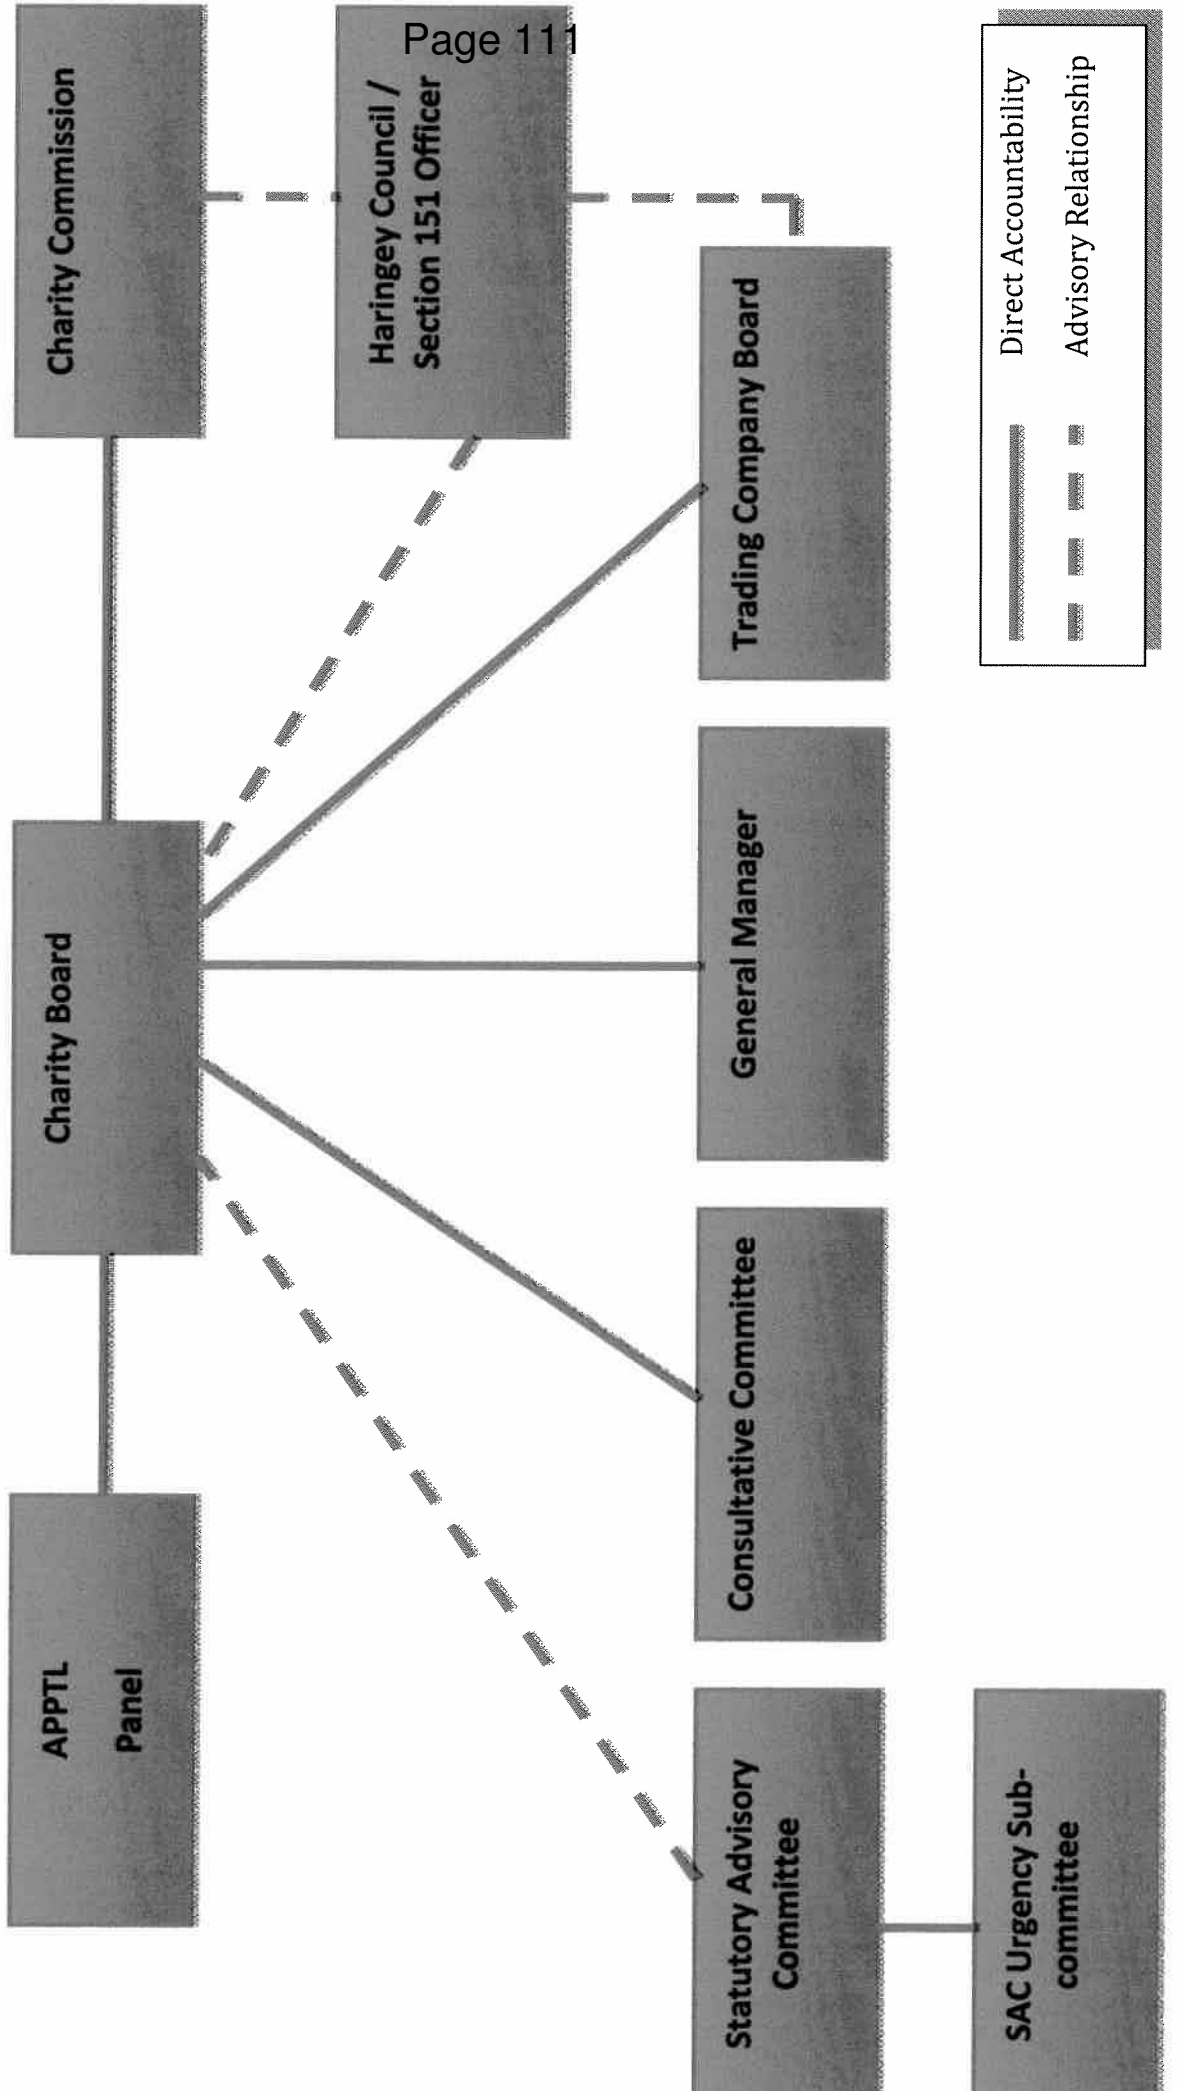 Page 111
APPTL
Panel
Charity Board
Charity Commission
Haringey Council /
Section 151 Officer
Statutory Advisory
Committee
Consultative Committee
General Manager
Trading Company Board
SAC Urgency Sub-
committee
Direct Accountability
Advisory Relationship